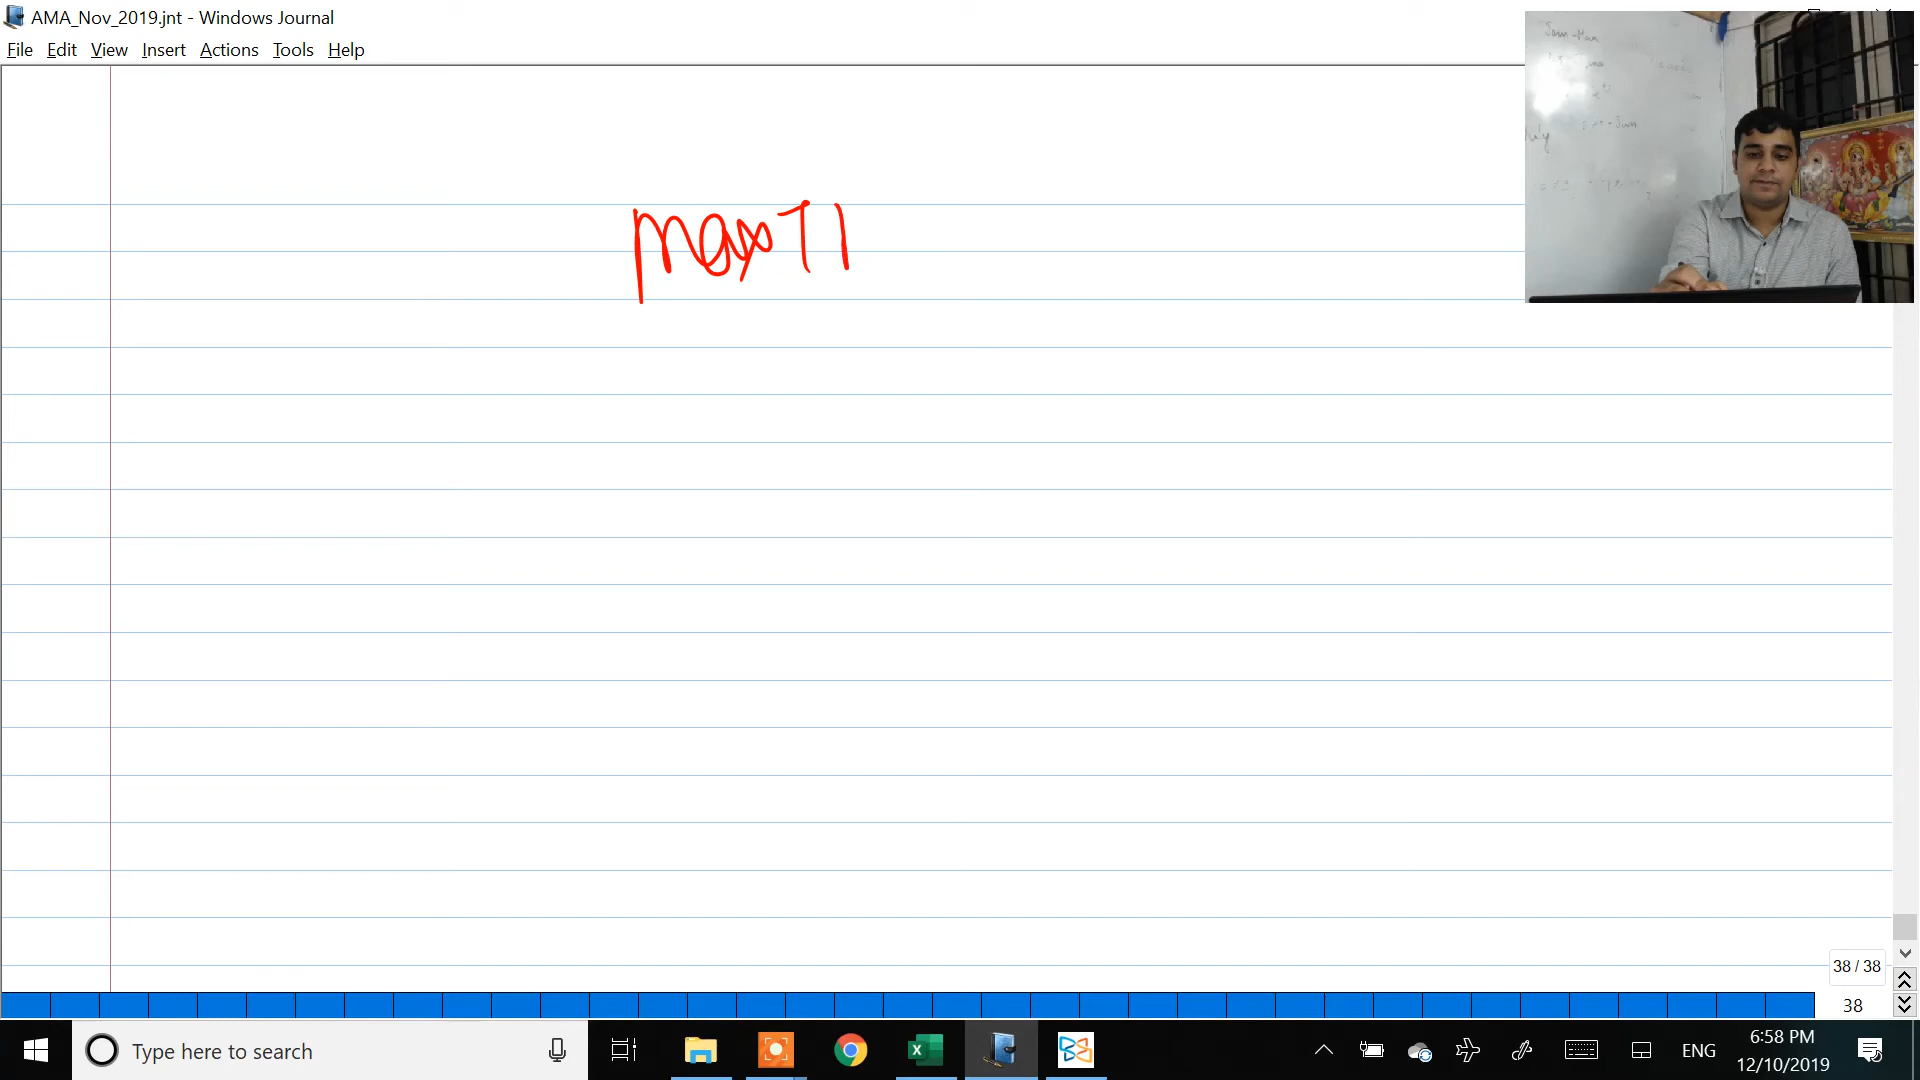 AMA_Nov_2019.jnt - Windows Journal
File Edit View Insert Actions Tools Help
Max
38 / 38
38
Type here to search
ENG
6:58 PM
12/10/2019